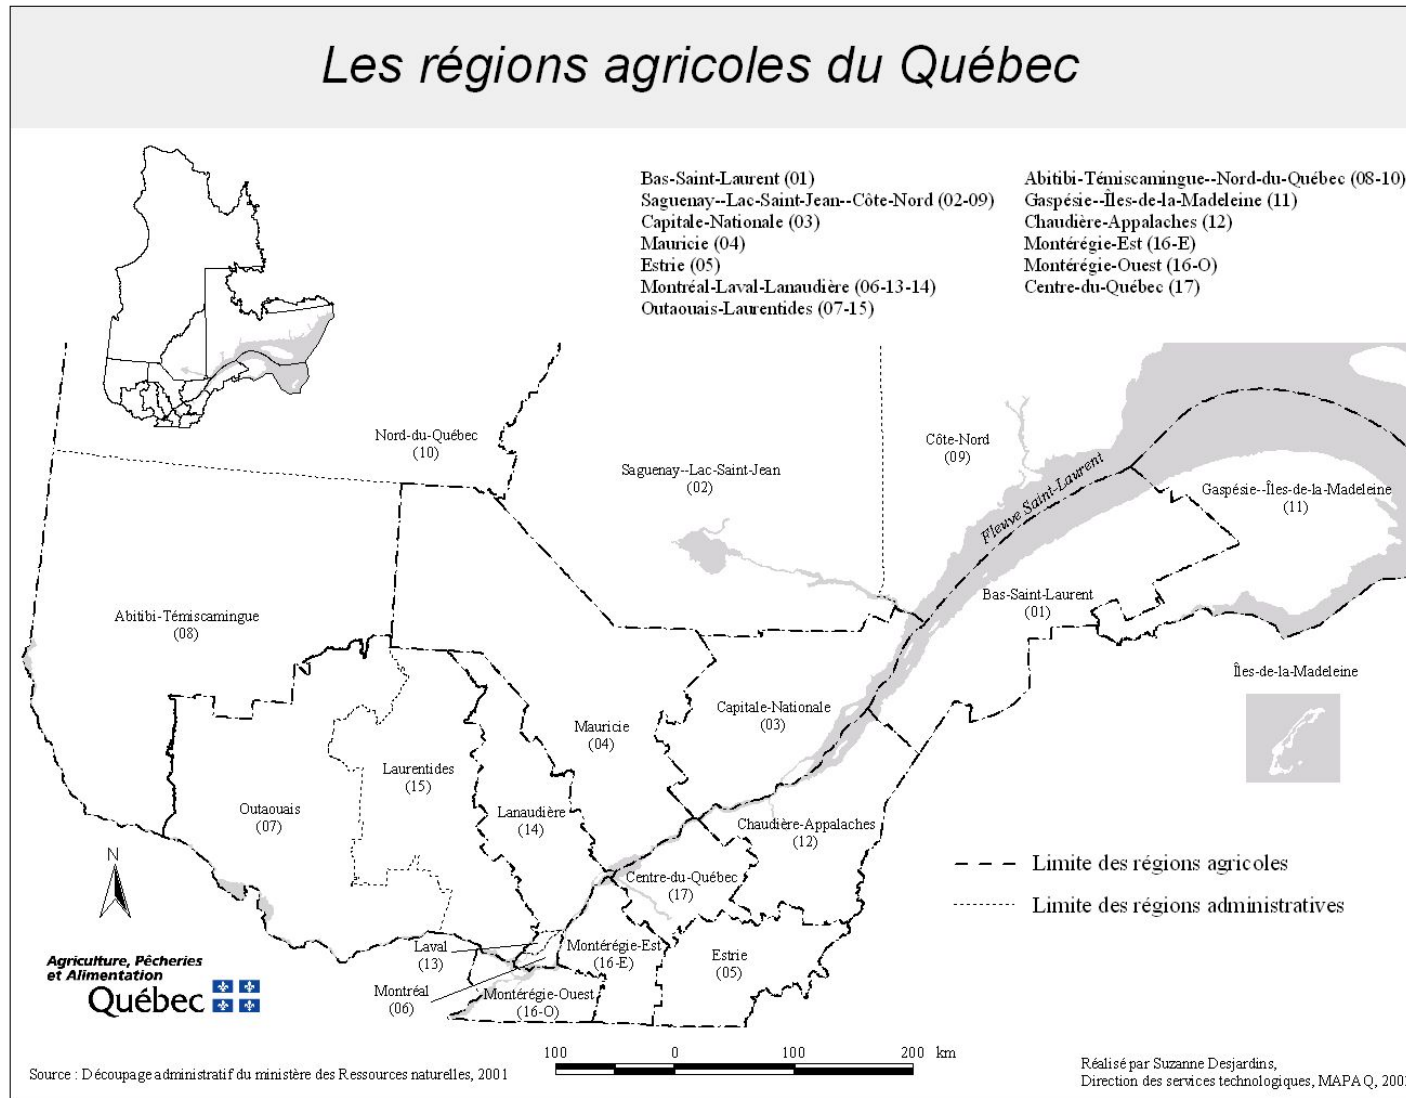 Les régions agricoles du Québec
Bas-Saint-Laurent (01)
Saguenay--Lac-Saint-Jean--Côte-Nord (02-09)
Capitale-Nationale (03)
Mauricie (04)
Estrie (05)
Montréal-Laval-Lanaudière (06-13-14)
Outaouais-Laurentides (07-15)
Abitibi-Témiscamingue--Nord-du-Québec (08-10)
Gaspésie--Îles-de-la-Madeleine (11)
Chaudière-Appalaches (12)
Montérégie-Est (16-E)
Montérégie-Ouest (16-O)
Centre-du-Québec (17)
Nord-du-Québec
(10)
Saguenay--Lac-Saint-Jean
(02)
Côte-Nord
(09)
Fleuve Saint-Laurent
Gaspésie--Îles-de-la-Madeleine
(11)
Bas-Saint-Laurent
(01)
Abitibi-Témiscamingue
(08)
Îles-de-la-Madeleine
Capitale-Nationale
(03)
Mauricie
(04)
Laurentides
(15)
Outaouais
(07)
Lanaudière
(14)
Chaudière-Appalaches
(12)
Centre-du-Québec
(17)
Laval
(13)
Montréal
(06)
Montérégie-Est
(16-E)
Montérégie-Ouest
(16-O)
Estrie
(05)
N
Limite des régions agricoles
Limite des régions administratives
Agriculture, Pêcheries
et Alimentation
Québec
100 0 100 200 km
Source : Découpage administratif du ministère des Ressources naturelles, 2001
Réalisé par Suzanne Desjardins,
Direction des services technologiques, MAPAQ,